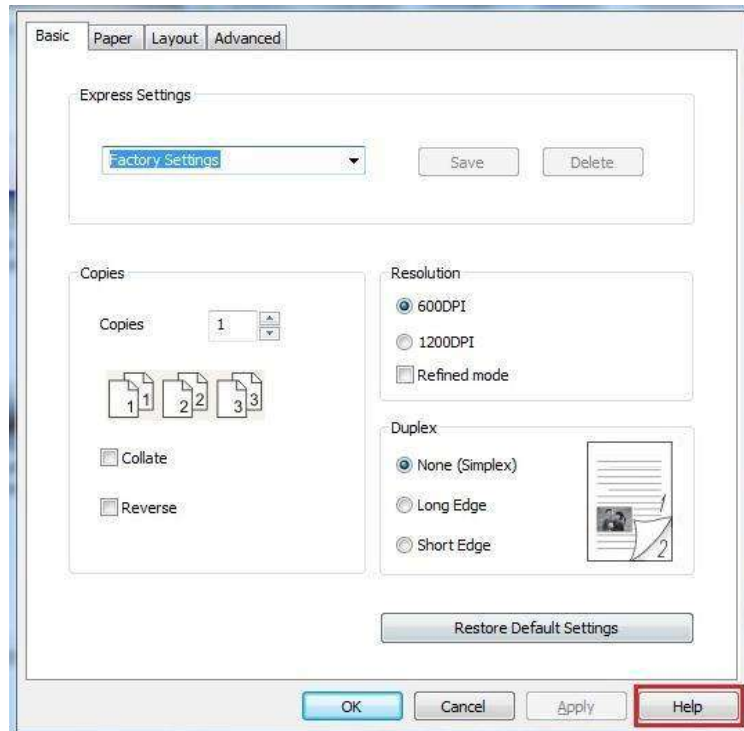 Basic Paper Layout Advanced
Express Settings
Factory Settings Save Delete
Copies
Copies 1
1 1 2 2 3 3
Collate
Reverse
Resolution
600DPI
1200DPI
Refined mode
Duplex
None (Simplex)
Long Edge
Short Edge
1
2
Restore Default Settings
OK Cancel Apply Help